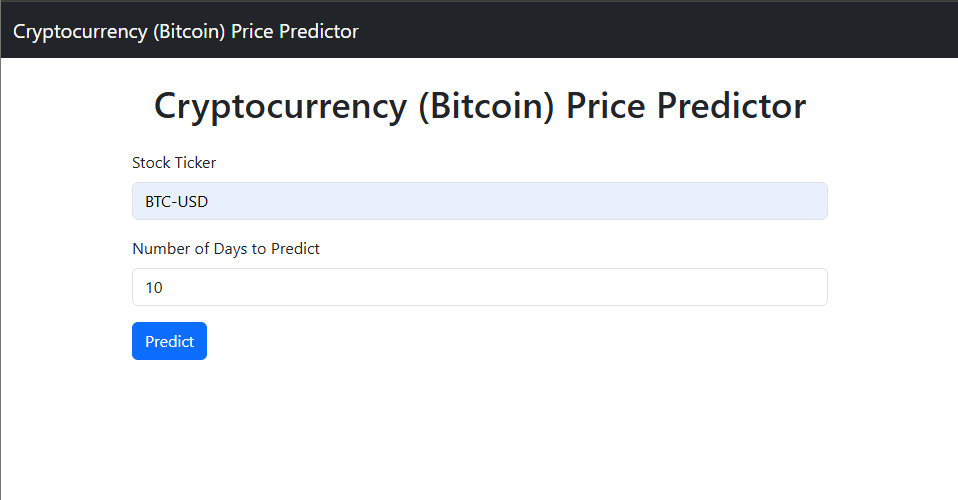 Cryptocurrency (Bitcoin) Price Predictor
Cryptocurrency (Bitcoin) Price Predictor
Stock Ticker
BTC-USD
Number of Days to Predict
10
Predict